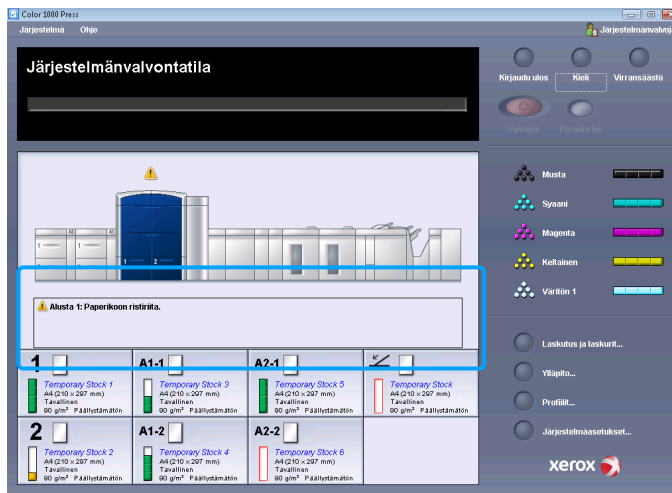 Color 1000 Press
Järjestelmä Ohje
Järjestelmänvalvoja
Järjestelmänvalvontatila
Kirjaudu ulos Kieli Virransäästö
Pysäytä Peruuta työ
Musta
Syaani
Magenta
Keltainen
Väritön 1
A2 A2
1 1
2 1 2
Alusta 1: Paperikoon ristiriita.
Laskutus ja laskurit...
Ylläpito...
Profiilit...
Järjestelmäasetukset...
1
Temporary Stock 1
A4 (210 x 297 mm)
Tavallinen
90 g/m² Päällystämätön
A1-1
Temporary Stock 3
A4 (210 x 297 mm)
Tavallinen
90 g/m² Päällystämätön
A2-1
Temporary Stock 5
A4 (210 x 297 mm)
Tavallinen
90 g/m² Päällystämätön
Temporary Stock
A4 (210 x 297 mm)
Tavallinen
90 g/m² Päällystämätön
2
Temporary Stock 2
A4 (210 x 297 mm)
Tavallinen
90 g/m² Päällystämätön
A1-2
Temporary Stock 4
A4 (210 x 297 mm)
Tavallinen
90 g/m² Päällystämätön
A2-2
Temporary Stock 6
A4 (210 x 297 mm)
Tavallinen
90 g/m² Päällystämätön
xerox